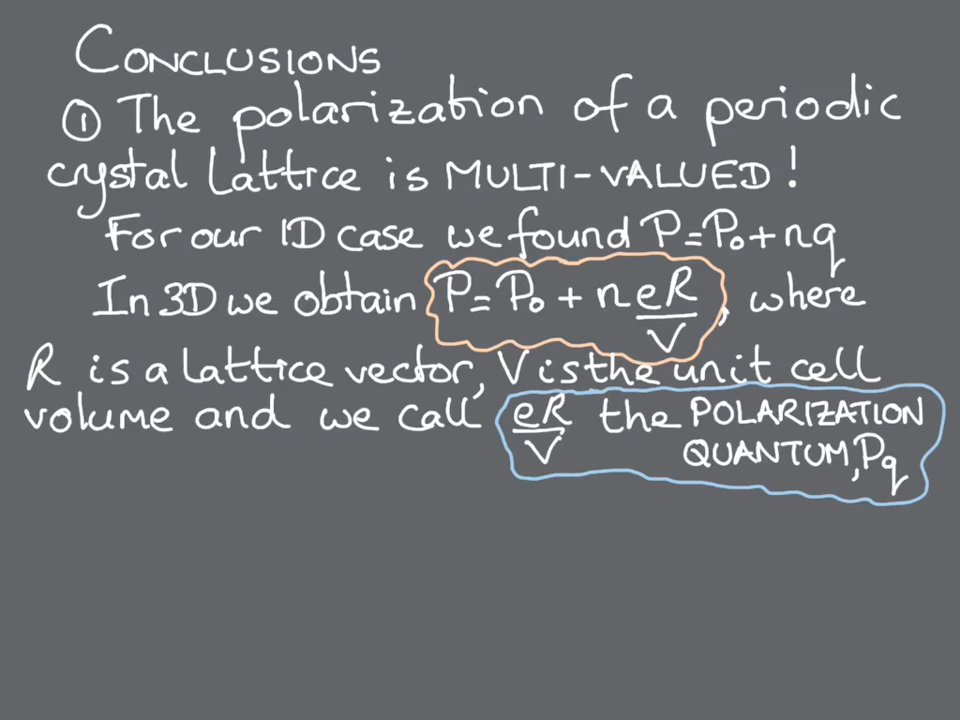 CONCLUSIONS
① The polarization of a periodic
crystal lattice is MULTI-VALUED!
For our 1D case we found P=P₀+nq
In 3D we obtain P=P₀+n eR/V, where
R is a lattice vector, V is the unit cell
volume and we call eR/V the POLARIZATION
QUANTUM, Pq